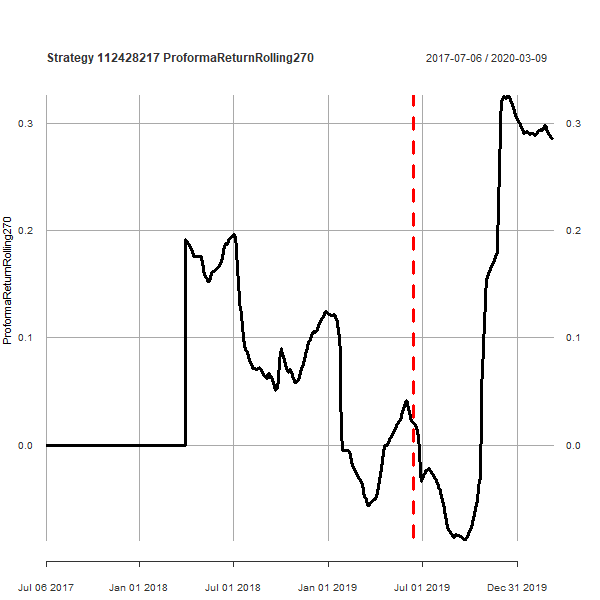 Strategy 112428217 ProformaReturnRolling270
2017-07-06 / 2020-03-09
ProformaReturnRolling270
0.3
0.2
0.1
0.0
0.3
0.2
0.1
0.0
Jul 06 2017
Jan 01 2018
Jul 01 2018
Jan 01 2019
Jul 01 2019
Dec 31 2019